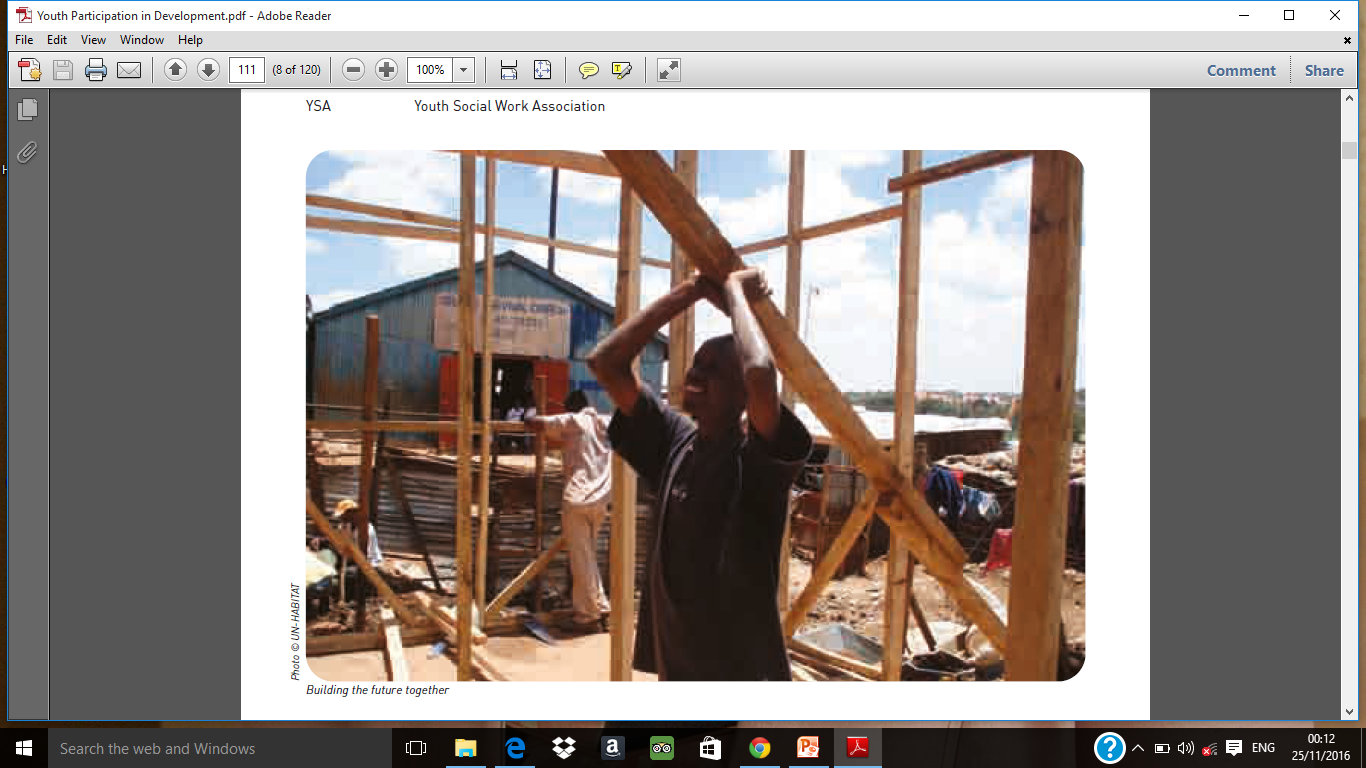 Youth Participation in Development.pdf - Adobe Reader
File Edit View Window Help
111 (8 of 120) 100% Comment Share
YSA Youth Social Work Association
Photo © UN-HABITAT
Building the future together
Search the web and Windows
ENG
00:12
25/11/2016